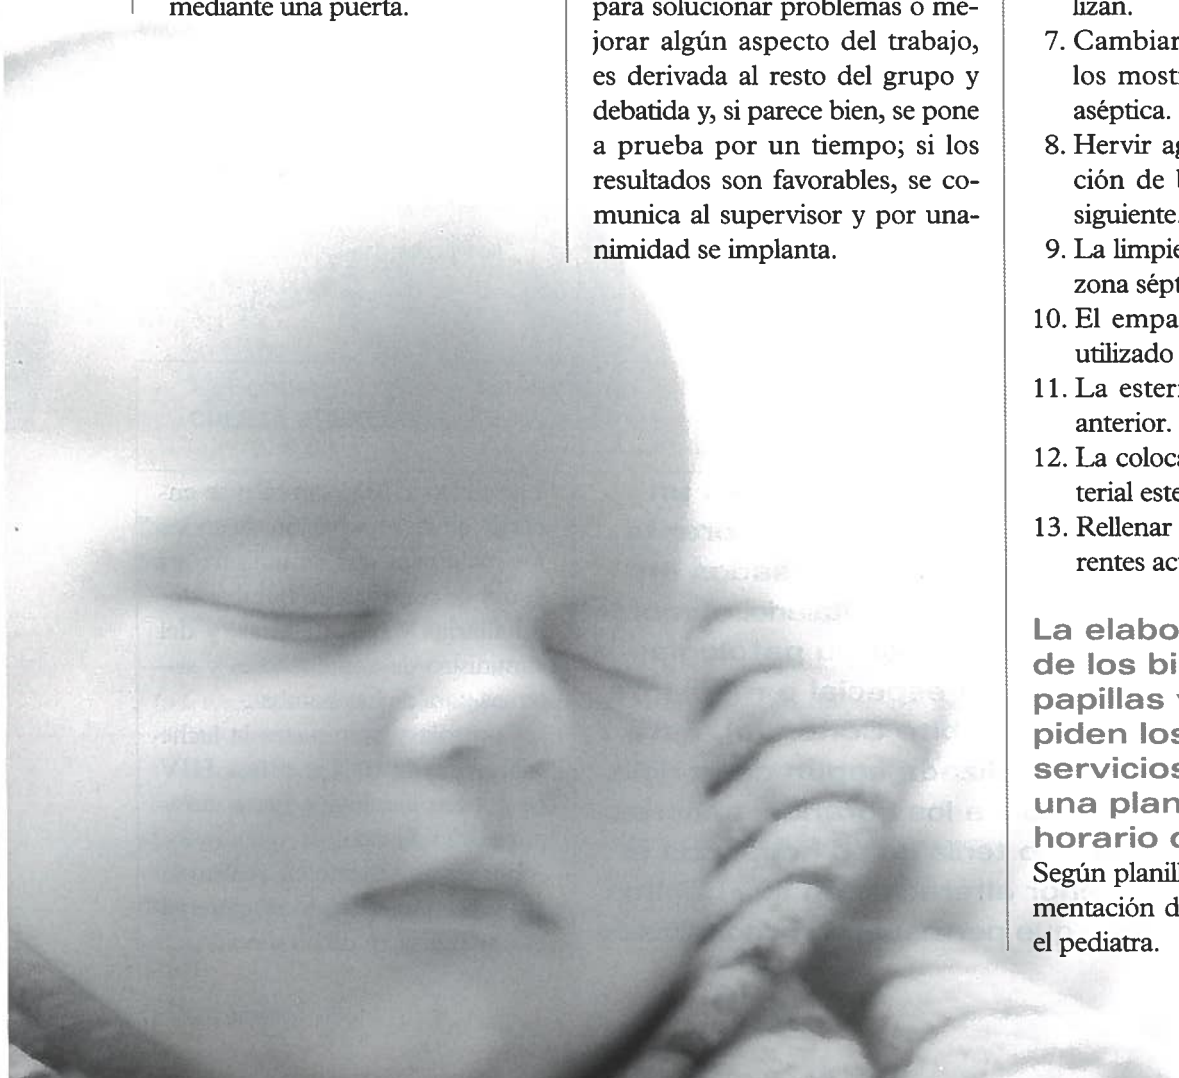 mediante una puerta.
para solucionar problemas o me-
jorar algún aspecto del trabajo,
es derivada al resto del grupo y
debatida y, si parece bien, se pone
a prueba por un tiempo; si los
resultados son favorables, se co-
munica al supervisor y por una-
nimidad se implanta.
lizan.
7. Cambiar
los most
aséptica.
8. Hervir ag
ción de b
siguiente.
9. La limpie
zona sépt
10. El empa
utilizado
11. La ester
anterior.
12. La coloca
terial este
13. Rellenar
rentes ac
La elabo
de los bi
papillas y
piden los
servicios
una plan
horario d
Según planill
mentación d
el pediatra.